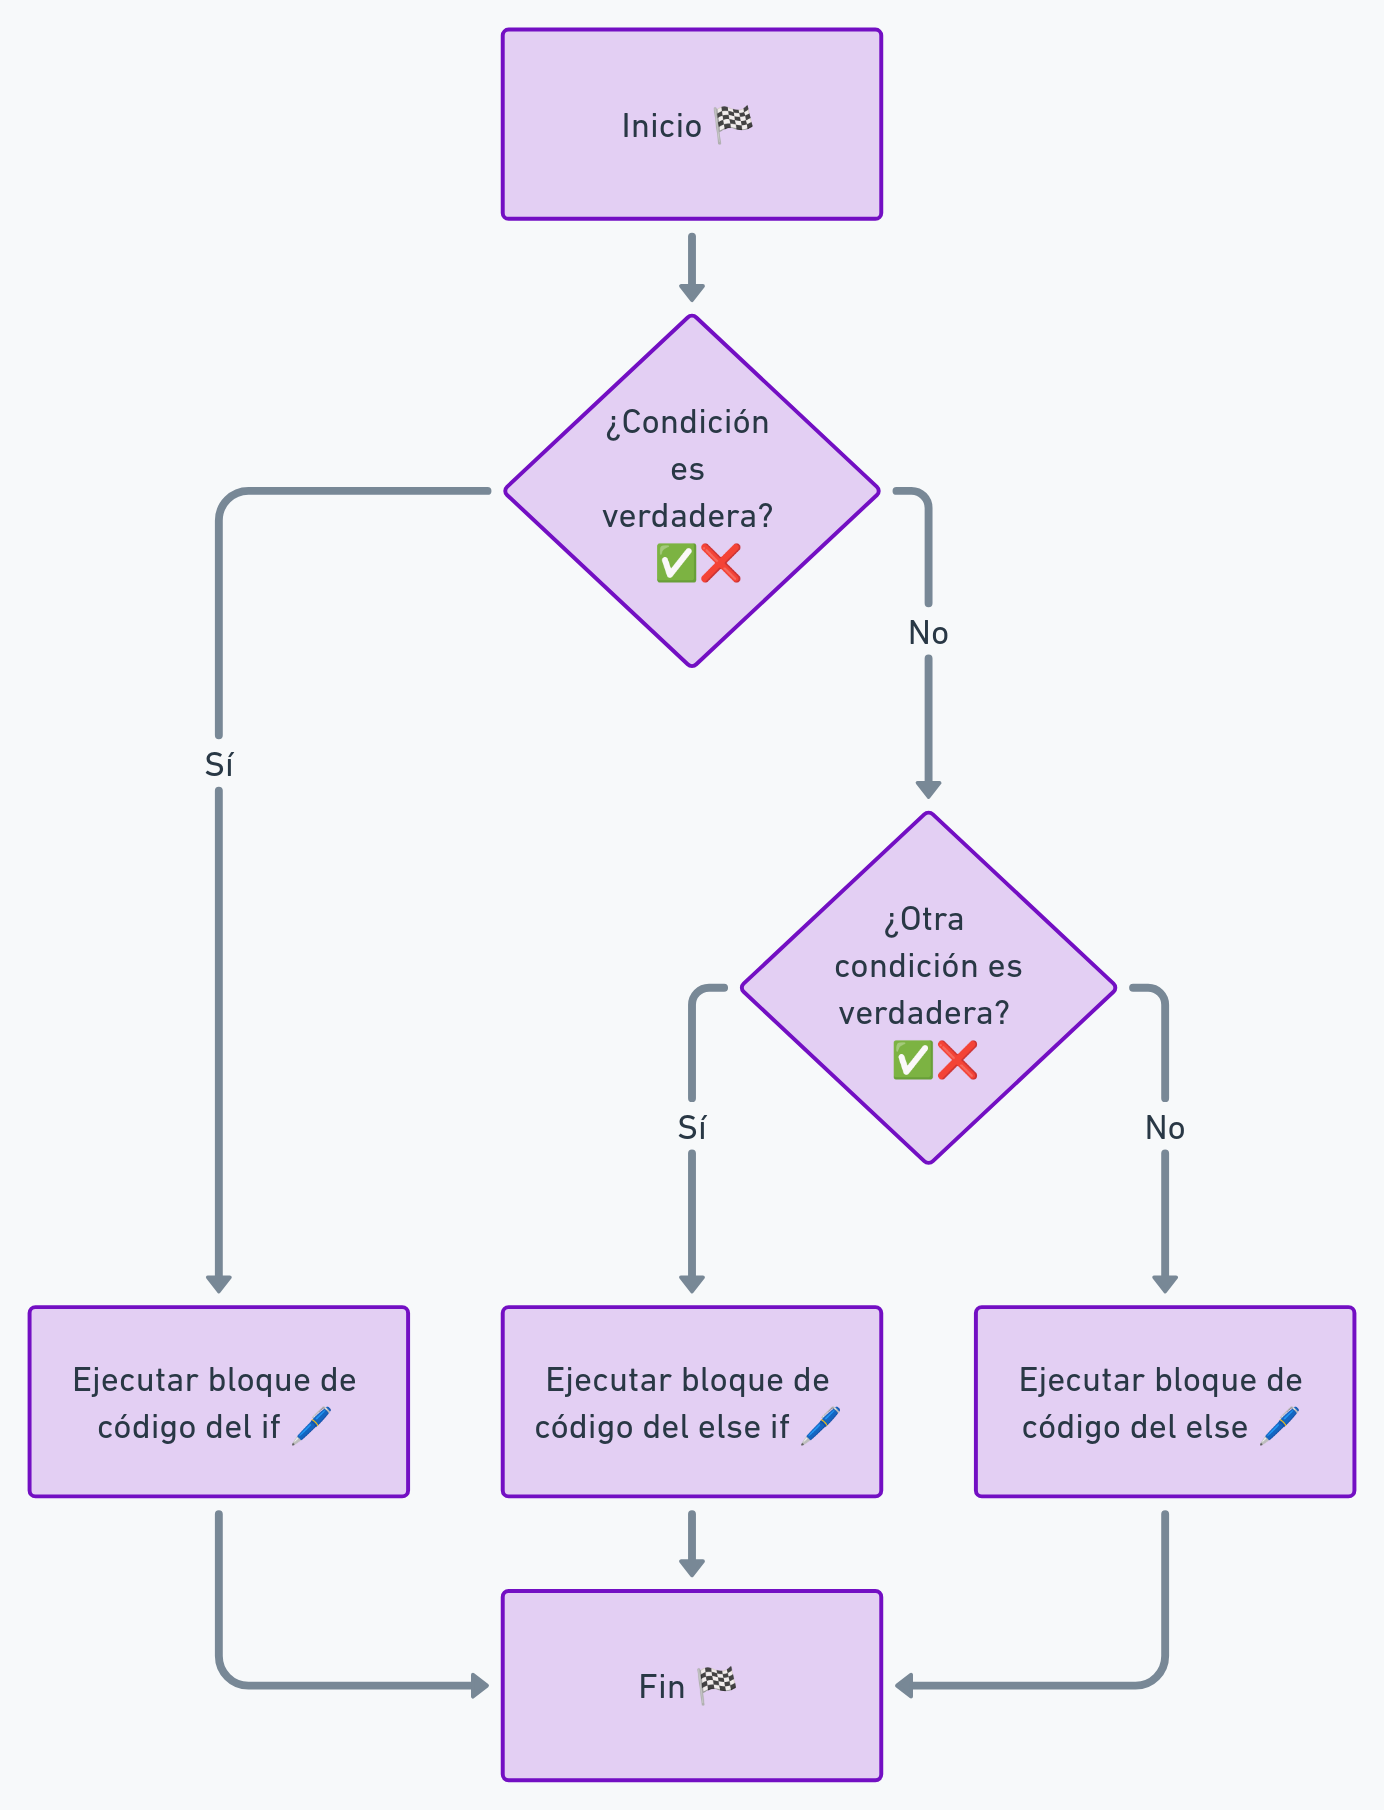 Inicio 🏁
¿Condición
es
verdadera?
✅❌
No
Sí
¿Otra
condición es
verdadera?
✅❌
Sí
No
Ejecutar bloque de
código del if 🖊️
Ejecutar bloque de
código del else if 🖊️
Ejecutar bloque de
código del else 🖊️
Fin 🏁